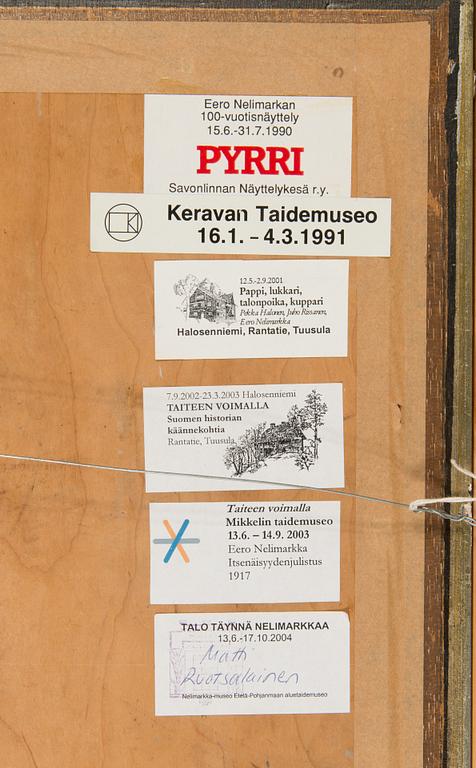 Eero Nelimarkan
100-vuotisnäyttely
15.6.-31.7.1990
PYRRI
Savonlinnan Näyttelykesä r.y.
Keravan Taidemuseo
16.1. – 4.3.1991
12.5.-2.9.2001
Pappi, lukkari,
talonpoika, kuppari
Pekka Halonen, Juho Rissanen,
Eero Nelimarkka
Halosenniemi, Rantatie, Tuusula
7.9.2002-23.3.2003 Halosenniemi
TAITEEN VOIMALLA
Suomen historian
käännekohtia
Rantatie, Tuusula
Taiteen voimalla
Mikkelin taidemuseo
13.6. – 14.9. 2003
Eero Nelimarkka
Itsenäisyydenjulistus
1917
TALO TÄYNNÄ NELIMARKKAA
13.6.-17.10.2004
Matti
Ruotsalainen
Nelimarkka-museo Etelä-Pohjanmaan aluetaidemuseo